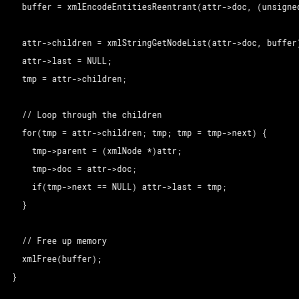 buffer = xmlEncodeEntitiesReentrant(attr->doc, (unsigned
attr->children = xmlStringGetNodeList(attr->doc, buffer)
attr->last = NULL;
tmp = attr->children;
// Loop through the children
for(tmp = attr->children; tmp; tmp = tmp->next) {
tmp->parent = (xmlNode *)attr;
tmp->doc = attr->doc;
if(tmp->next == NULL) attr->last = tmp;
}
// Free up memory
xmlFree(buffer);
}